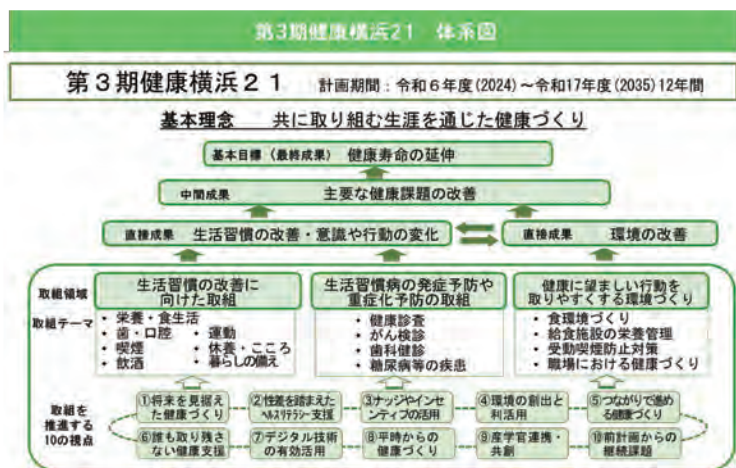 第3期健康横浜21 体系図
第3期健康横浜21 計画期間：令和6年度(2024)～令和17年度(2035)12年間
基本理念 共に取り組む生涯を通じた健康づくり
基本目標（最終成果） 健康寿命の延伸
中間成果 主要な健康課題の改善
直接成果 生活習慣の改善・意識や行動の変化
直接成果 環境の改善
取組領域
生活習慣の改善に
向けた取組
生活習慣病の発症予防や
重症化予防の取組
健康に望ましい行動を
取りやすくする環境づくり
取組テーマ
・栄養・食生活
・歯・口腔 ・運動
・喫煙 ・休養・こころ
・飲酒 ・暮らしの備え
・健康診査
・がん検診
・歯科健診
・糖尿病等の疾患
・食環境づくり
・給食施設の栄養管理
・受動喫煙防止対策
・職場における健康づくり
取組を
推進する
10の視点
①将来を見据え
た健康づくり
②性差を踏まえた
ヘルスリテラシー支援
③ナッジやインセ
ンティブの活用
④環境の創出と
利活用
⑤つながりで進め
る健康づくり
⑥誰も取り残さ
ない健康支援
⑦デジタル技術
の有効活用
⑧平時からの
健康づくり
⑨産学官連携・
共創
⑩前計画からの
継続課題